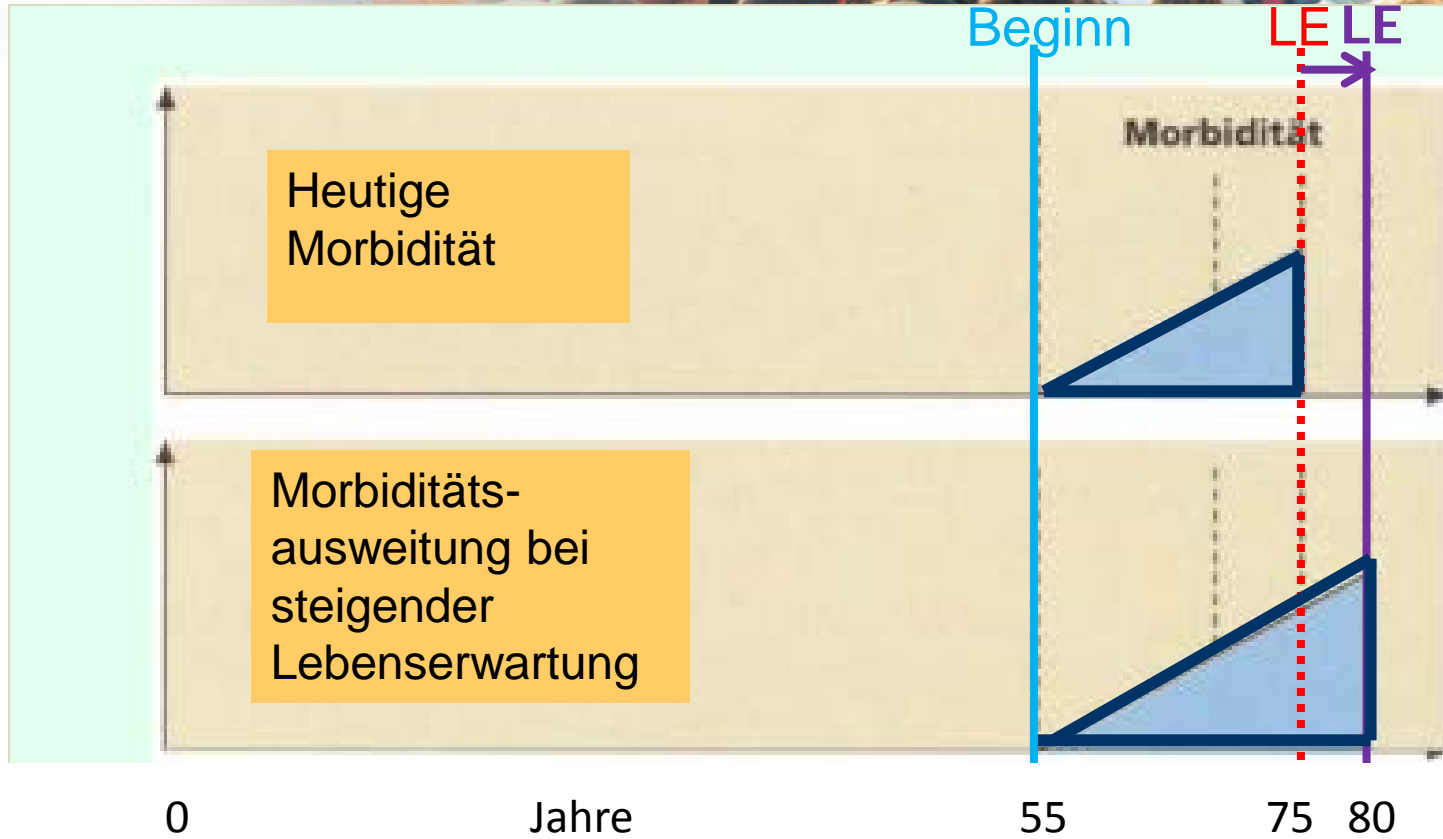 Beginn LE LE
Morbidität
Heutige
Morbidität
Morbiditäts-
ausweitung bei
steigender
Lebenserwartung
0 Jahre 55 75 80